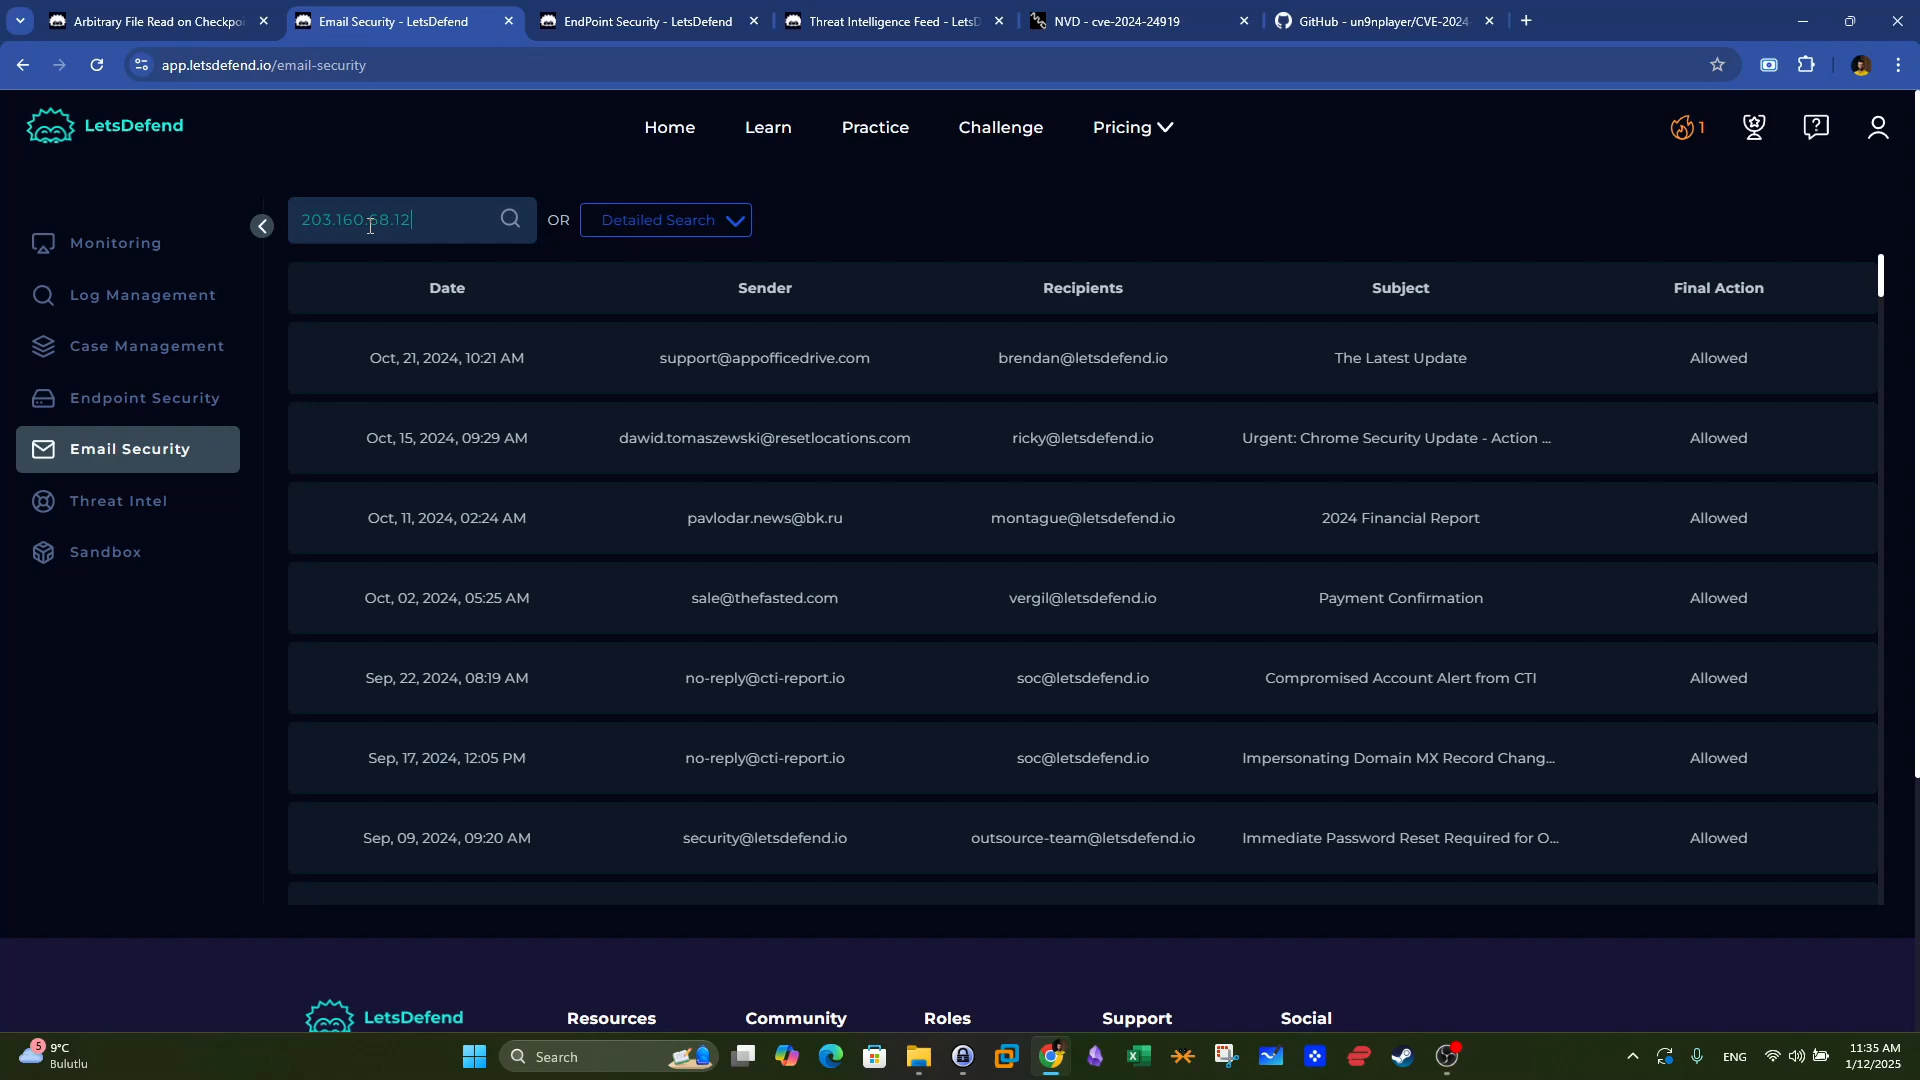 Arbitrary File Read on Checkpoi
Email Security - LetsDefend
EndPoint Security - LetsDefend
Threat Intelligence Feed - LetsD
NVD - cve-2024-24919
GitHub - un9nplayer/CVE-2024
app.letsdefend.io/email-security
LetsDefend
Home
Learn
Practice
Challenge
Pricing
1
203.160.68.12
OR
Detailed Search
Monitoring
Log Management
Case Management
Endpoint Security
Email Security
Threat Intel
Sandbox
Date Sender Recipients Subject Final Action
Oct, 21, 2024, 10:21 AM support@appofficedrive.com brendan@letsdefend.io The Latest Update Allowed
Oct, 15, 2024, 09:29 AM dawid.tomaszewski@resetlocations.com ricky@letsdefend.io Urgent: Chrome Security Update - Action ... Allowed
Oct, 11, 2024, 02:24 AM pavlodar.news@bk.ru montague@letsdefend.io 2024 Financial Report Allowed
Oct, 02, 2024, 05:25 AM sale@thefasted.com vergil@letsdefend.io Payment Confirmation Allowed
Sep, 22, 2024, 08:19 AM no-reply@cti-report.io soc@letsdefend.io Compromised Account Alert from CTI Allowed
Sep, 17, 2024, 12:05 PM no-reply@cti-report.io soc@letsdefend.io Impersonating Domain MX Record Chang... Allowed
Sep, 09, 2024, 09:20 AM security@letsdefend.io outsource-team@letsdefend.io Immediate Password Reset Required for O... Allowed
LetsDefend
Resources
Community
Roles
Support
Social
5
9°C
Bulutlu
Search
ENG
11:35 AM
1/12/2025